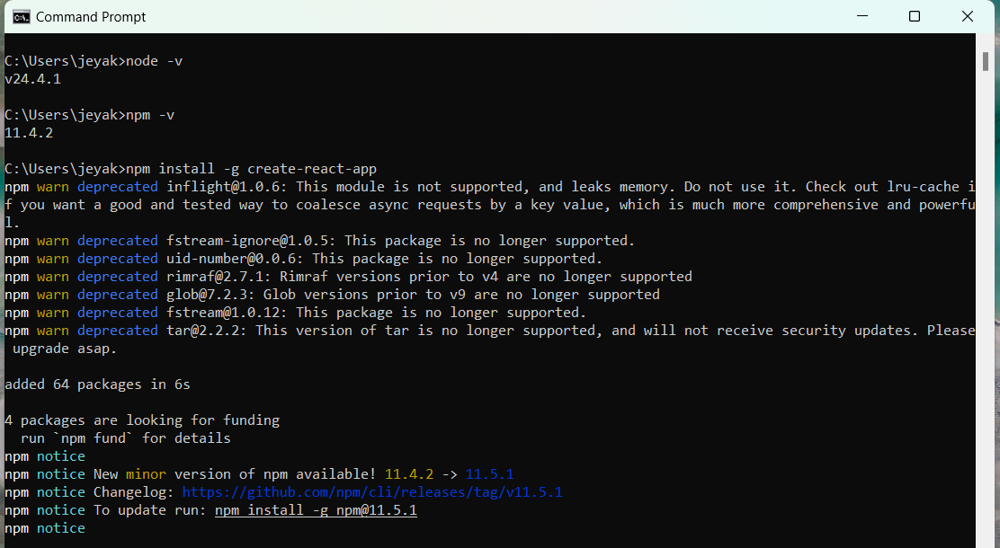 Command Prompt
C:\Users\jeyak>node -v
v24.4.1
C:\Users\jeyak>npm -v
11.4.2
C:\Users\jeyak>npm install -g create-react-app
npm warn deprecated inflight@1.0.6: This module is not supported, and leaks memory. Do not use it. Check out lru-cache i
f you want a good and tested way to coalesce async requests by a key value, which is much more comprehensive and powerfu
l.
npm warn deprecated fstream-ignore@1.0.5: This package is no longer supported.
npm warn deprecated uid-number@0.0.6: This package is no longer supported.
npm warn deprecated rimraf@2.7.1: Rimraf versions prior to v4 are no longer supported
npm warn deprecated glob@7.2.3: Glob versions prior to v9 are no longer supported
npm warn deprecated fstream@1.0.12: This package is no longer supported.
npm warn deprecated tar@2.2.2: This version of tar is no longer supported, and will not receive security updates. Please
 upgrade asap.
added 64 packages in 6s
4 packages are looking for funding
  run `npm fund` for details
npm notice
npm notice New minor version of npm available! 11.4.2 -> 11.5.1
npm notice Changelog: https://github.com/npm/cli/releases/tag/v11.5.1
npm notice To update run: npm install -g npm@11.5.1
npm notice